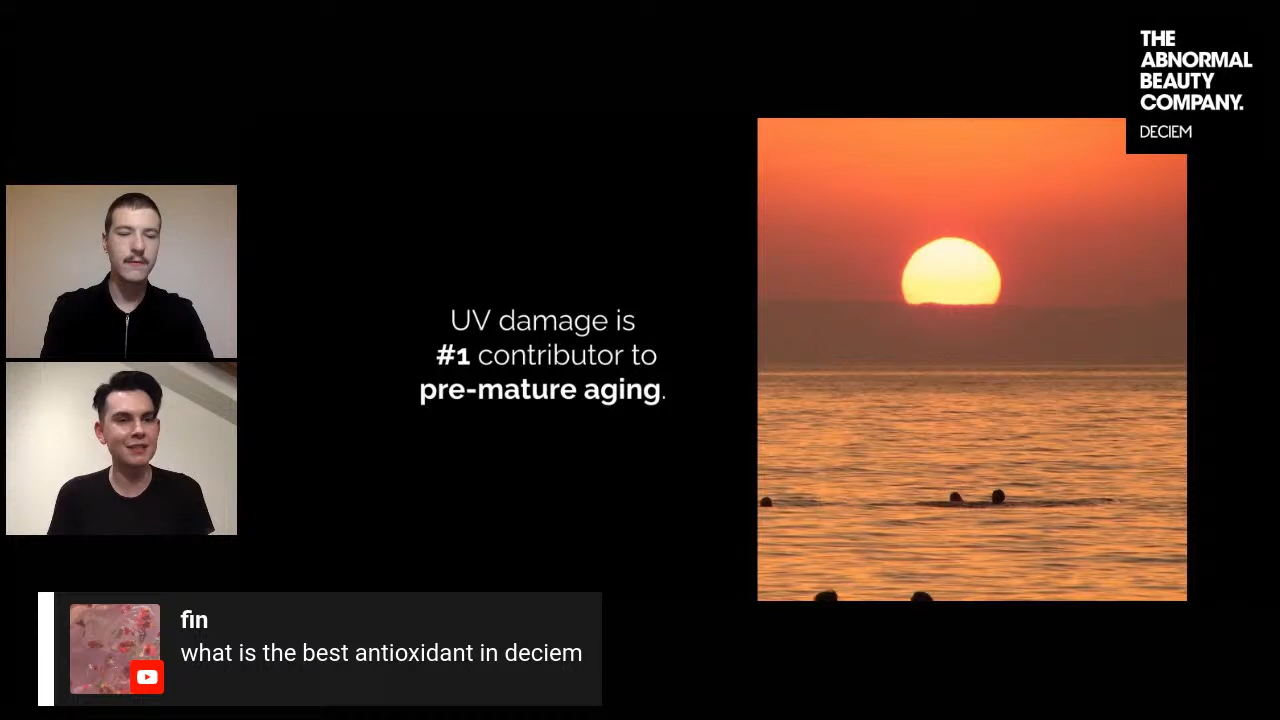 THE
ABNORMAL
BEAUTY
COMPANY.
DECIEM
UV damage is
#1 contributor to
pre-mature aging.
fin
what is the best antioxidant in deciem